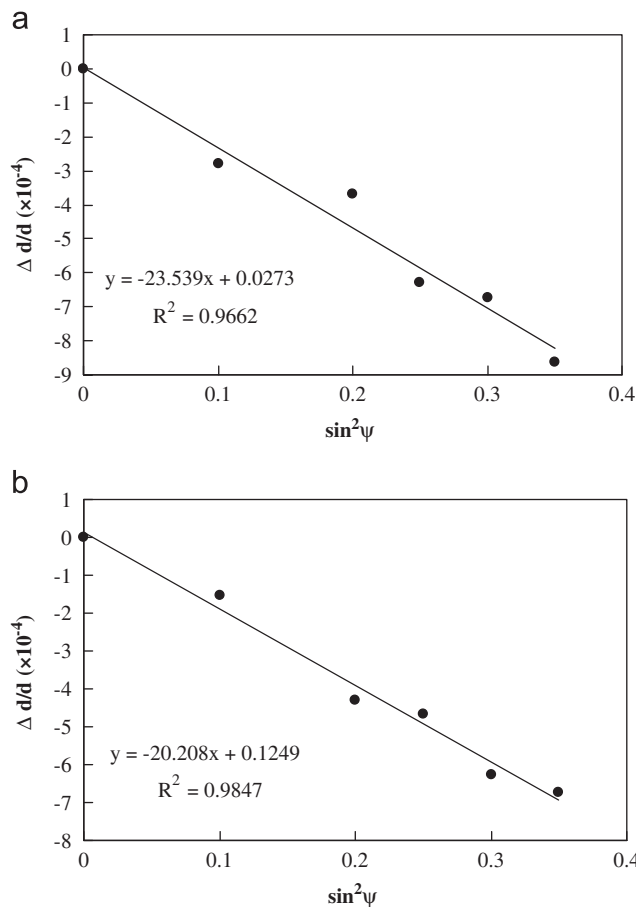 a
1
0
-1
-2
-3
-4
-5
-6
-7
-8
-9
Δ d/d (×10⁻⁴)
y = -23.539x + 0.0273
R² = 0.9662
0 0.1 0.2 0.3 0.4
sin²ψ
b
1
0
-1
-2
-3
-4
-5
-6
-7
-8
Δ d/d (×10⁻⁴)
y = -20.208x + 0.1249
R² = 0.9847
0 0.1 0.2 0.3 0.4
sin²ψ